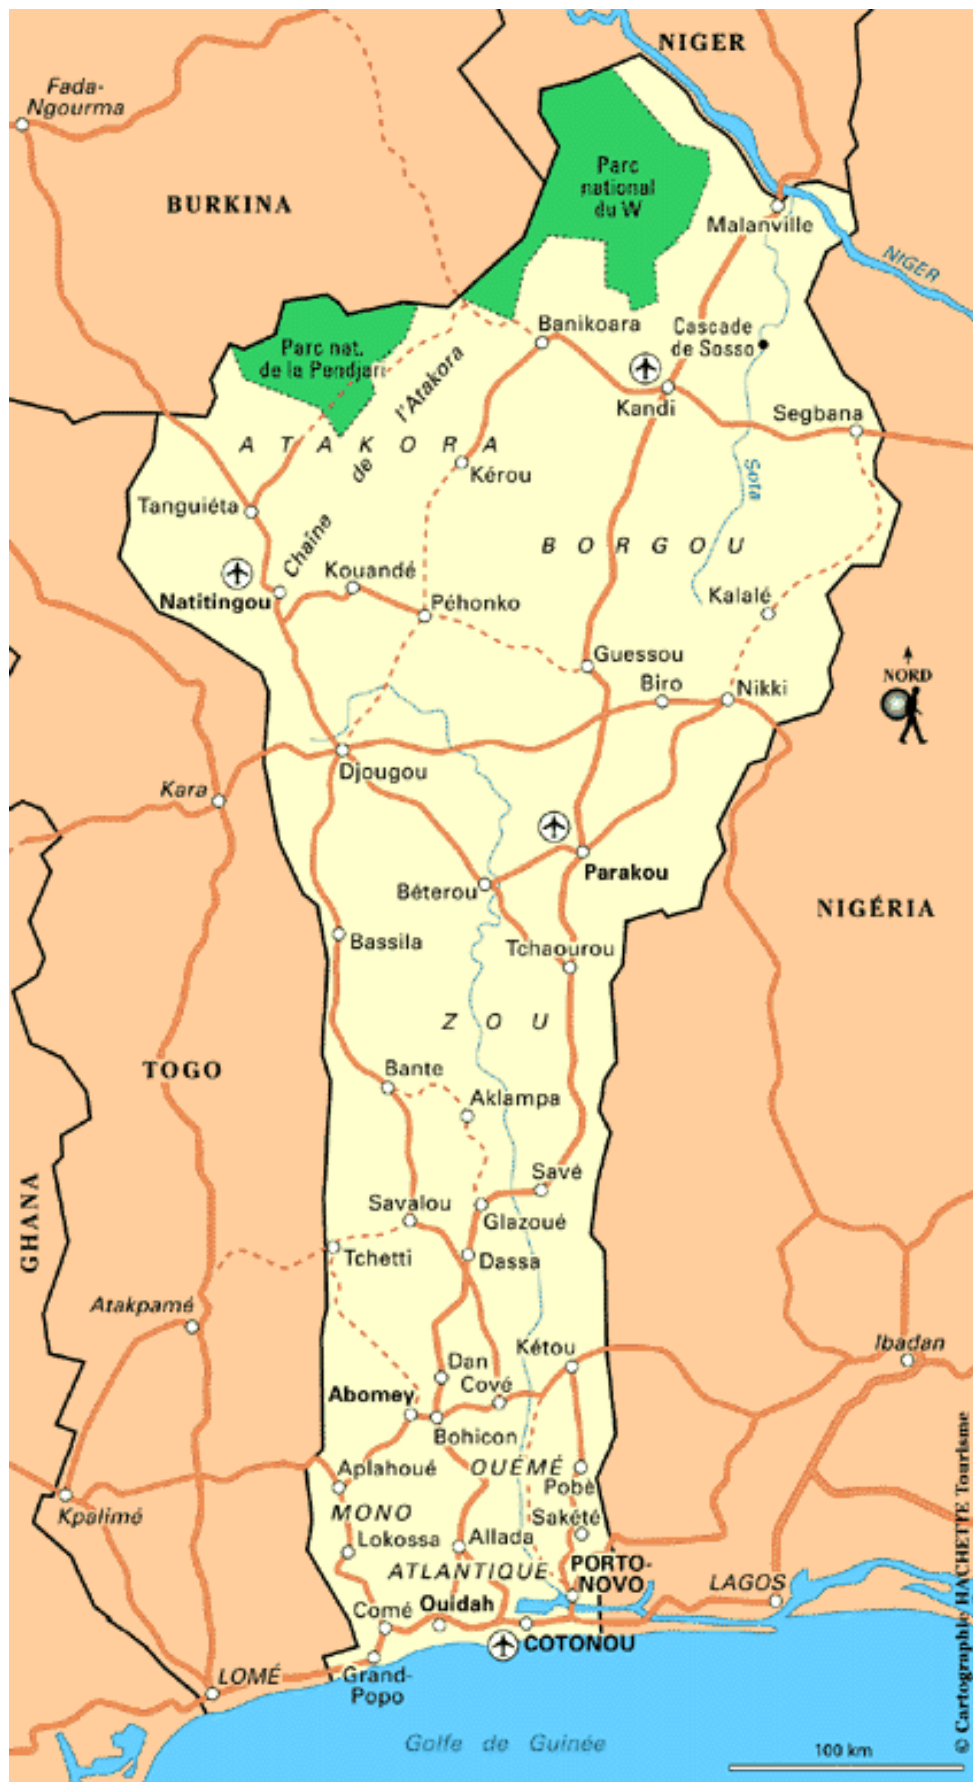 NIGER
Fada-
Ngourma
Parc
national
du W
BURKINA
Malanville
NIGER
Banikoara
Cascade
de Sosso
Parc nat.
de la Pendjari
Kandi
Segbana
ATAKORA
Chaîne de l'Atakora
Kérou
Sota
Tanguiéta
BORGOU
Kouandé
Natitingou
Péhonko
Kalalé
Guessou
NORD
Biro
Nikki
Djougou
Kara
Parakou
Béterou
NIGÉRIA
Bassila
Tchaourou
ZOU
TOGO
Bante
Aklampa
Savé
GHANA
Savalou
Glazoué
Tchetti
Dassa
Atakpamé
Kétou
Ibadan
Dan
Abomey
Cové
Bohicon
Aplahoué
OUÉMÉ
Pobè
Kpalimé
MONO
Sakété
Lokossa
Allada
ATLANTIQUE
PORTO-
NOVO
LAGOS
Comé
Ouidah
COTONOU
LOMÉ
Grand-
Popo
Golfe de Guinée
100 km
© Cartographie HACHETTE Tourisme